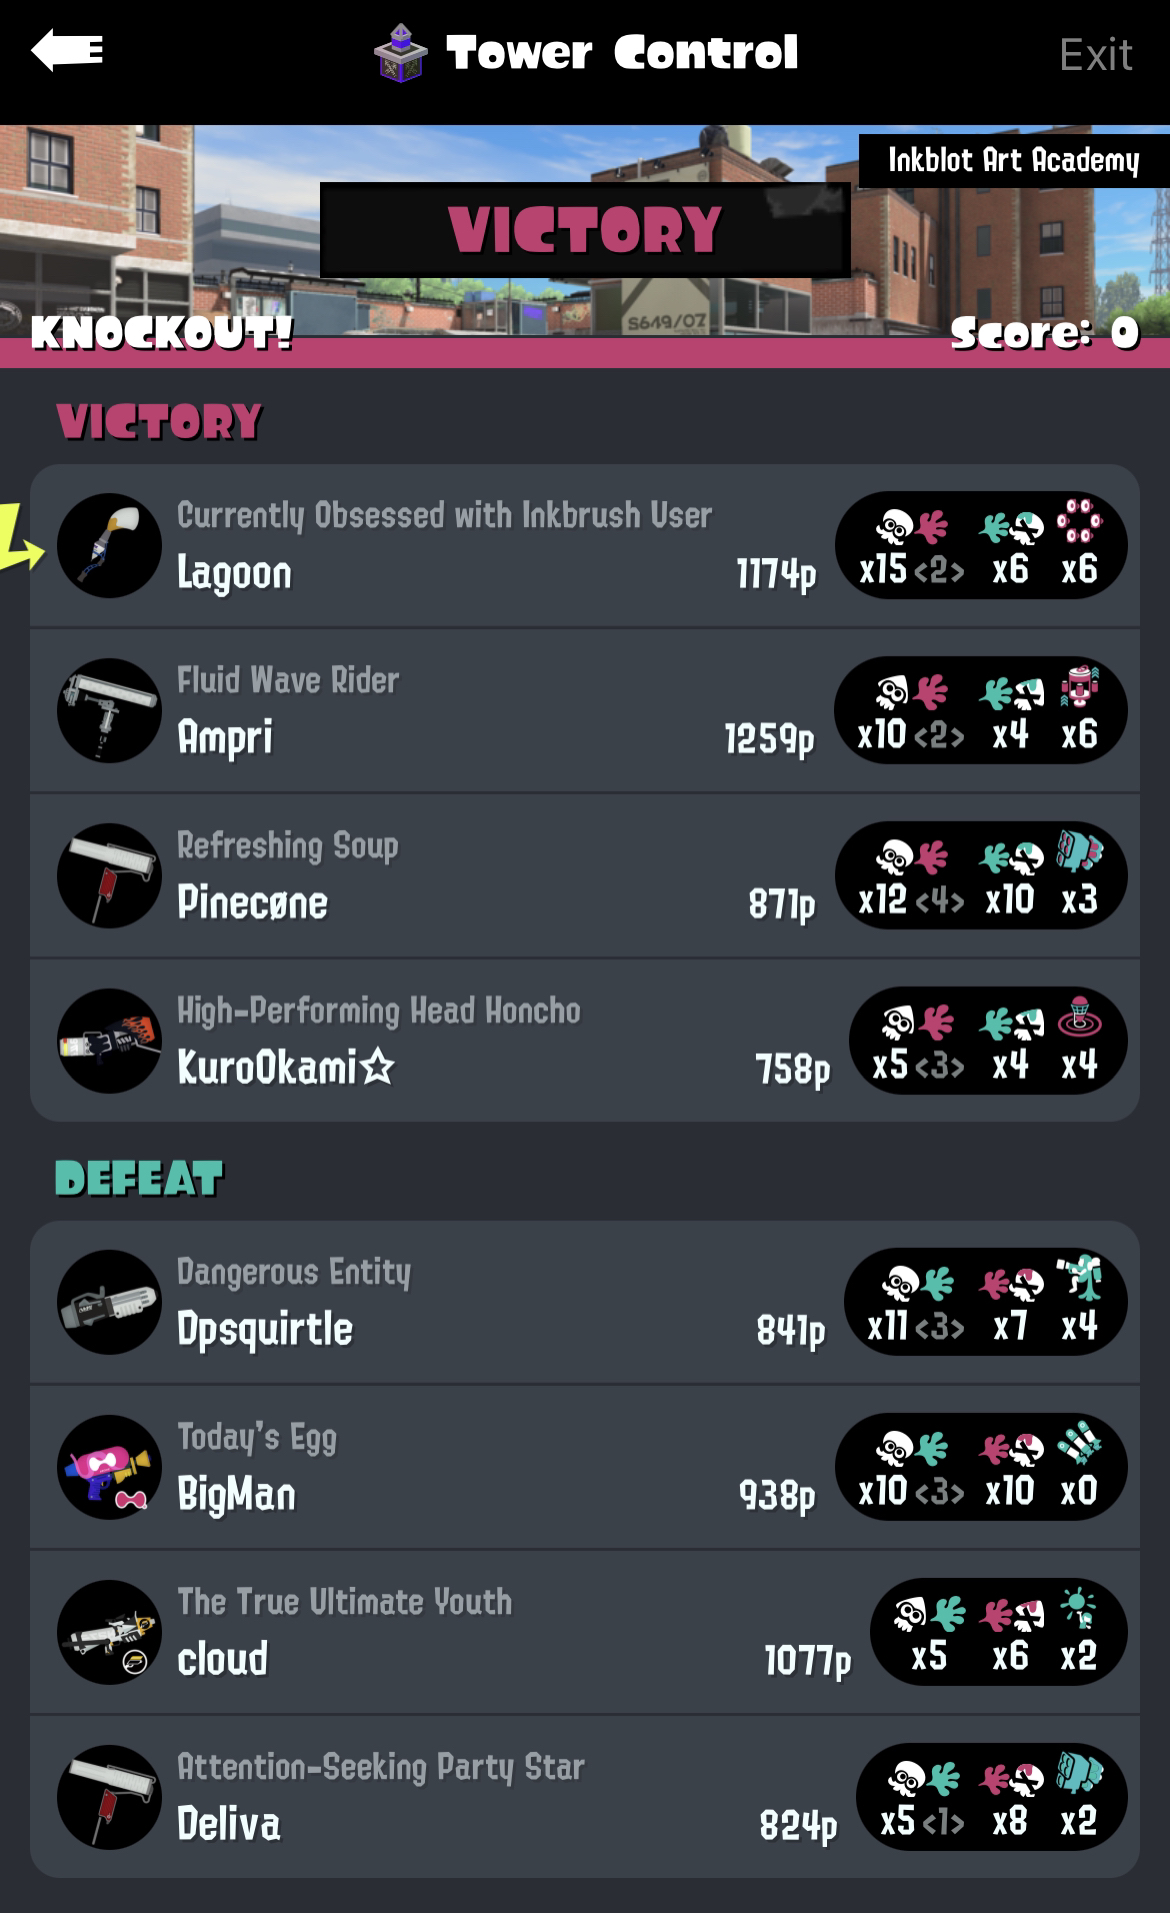 Tower Control
Exit
Inkblot Art Academy
VICTORY
S649/07
KNOCKOUT!
Score: 0
VICTORY
Currently Obsessed with Inkbrush User
Lagoon
1174p
x15 <2> x6 x6
Fluid Wave Rider
Ampri
1259p
x10 <2> x4 x6
Refreshing Soup
Pinecøne
871p
x12 <4> x10 x3
High-Performing Head Honcho
KuroOkami☆
758p
x5 <3> x4 x4
DEFEAT
Dangerous Entity
Dpsquirtle
841p
x11 <3> x7 x4
Today's Egg
BigMan
938p
x10 <3> x10 x0
The True Ultimate Youth
cloud
1077p
x5 x6 x2
Attention-Seeking Party Star
Deliva
824p
x5 <1> x8 x2